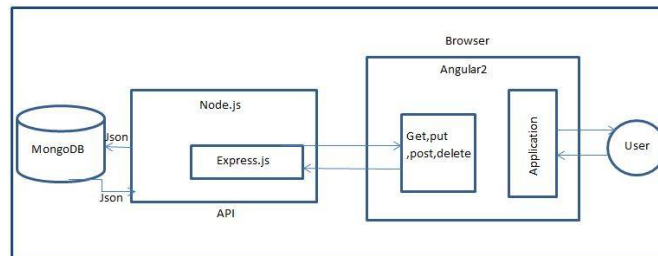 Browser
Angular2
Node.js
Json
MongoDB
Get,put
,post,delete
Application
User
Express.js
Json
API